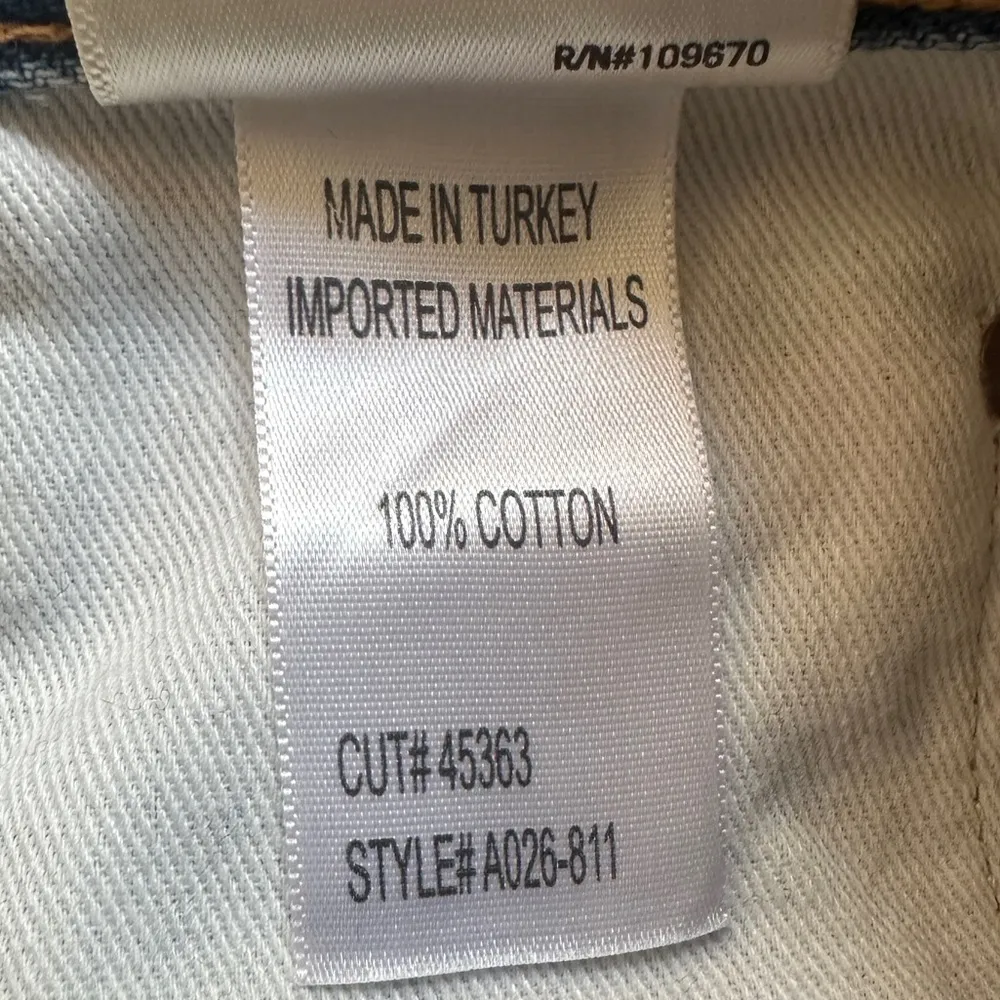 R/N#109670
MADE IN TURKEY
IMPORTED MATERIALS
100% COTTON
CUT# 45363
STYLE# A026-811